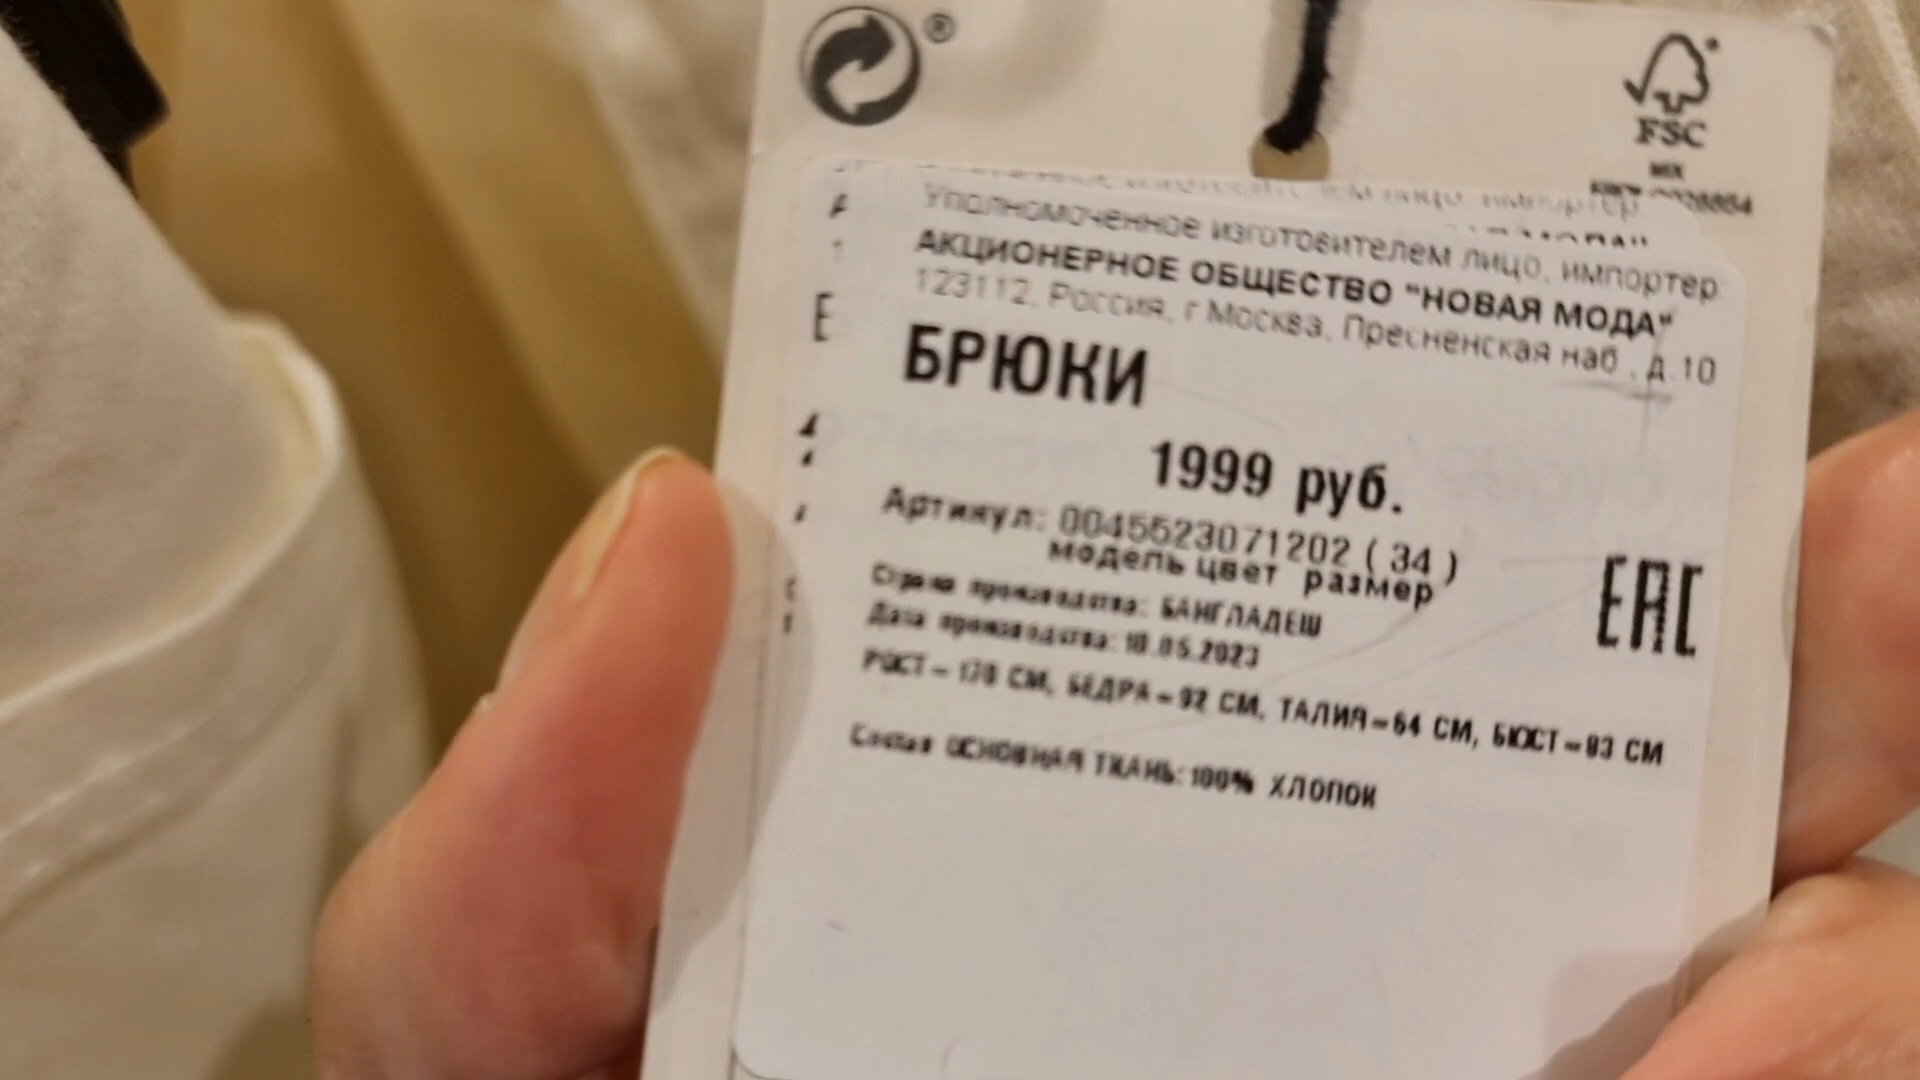 ®
FSC
MIX
Уполномоченное изготовителем лицо, импортер:
АКЦИОНЕРНОЕ ОБЩЕСТВО "НОВАЯ МОДА"
123112, Россия, г Москва, Пресненская наб., д.10
БРЮКИ
1999 руб.
Артикул: 0045523071202 ( 34 )
модель цвет размер
EAC
Страна производства: БАНГЛАДЕШ
Дата производства: 10.05.2023
РОСТ – 170 СМ, БЕДРА – 92 СМ, ТАЛИЯ – 64 СМ, БЮСТ – 83 СМ
Состав ОСНОВНАЯ ТКАНЬ: 100% ХЛОПОК